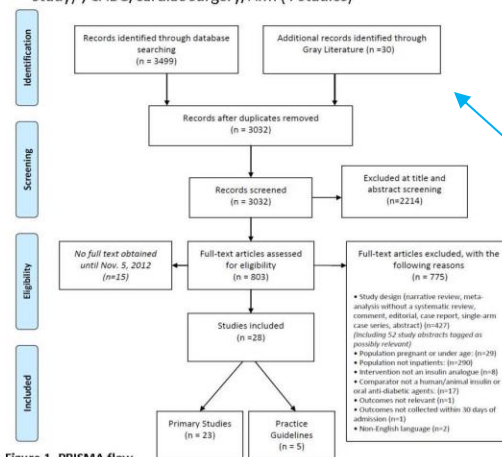 Identification
Records identified through database
searching
(n = 3499)
Additional records identified through
Gray Literature (n =30)
Records after duplicates removed
(n = 3032)
Screening
Records screened
(n = 3032)
Excluded at title and
abstract screening
(n=2214)
Eligibility
No full text obtained
until Nov. 5, 2012
(n=15)
Full-text articles assessed
for eligibility
(n = 803)
Full-text articles excluded, with the
following reasons
(n = 775)
• Study design (narrative review, meta-
analysis without a systematic review,
comment, editorial, case report, single-arm
case series, abstract) (n=427)
(Including 52 study abstracts tagged as
possibly relevant)
• Population pregnant or under age: (n=29)
• Population not inpatients: (n=290)
• Intervention not an insulin analogue (n=8)
• Comparator not a human/animal insulin or
oral anti-diabetic agents: (n=17)
• Outcomes not relevant (n=1)
• Outcomes not collected within 30 days of
admission (n=1)
• Non-English language (n=2)
Studies included
(n=28)
Included
Primary Studies
(n = 23)
Practice
Guidelines
(n = 5)